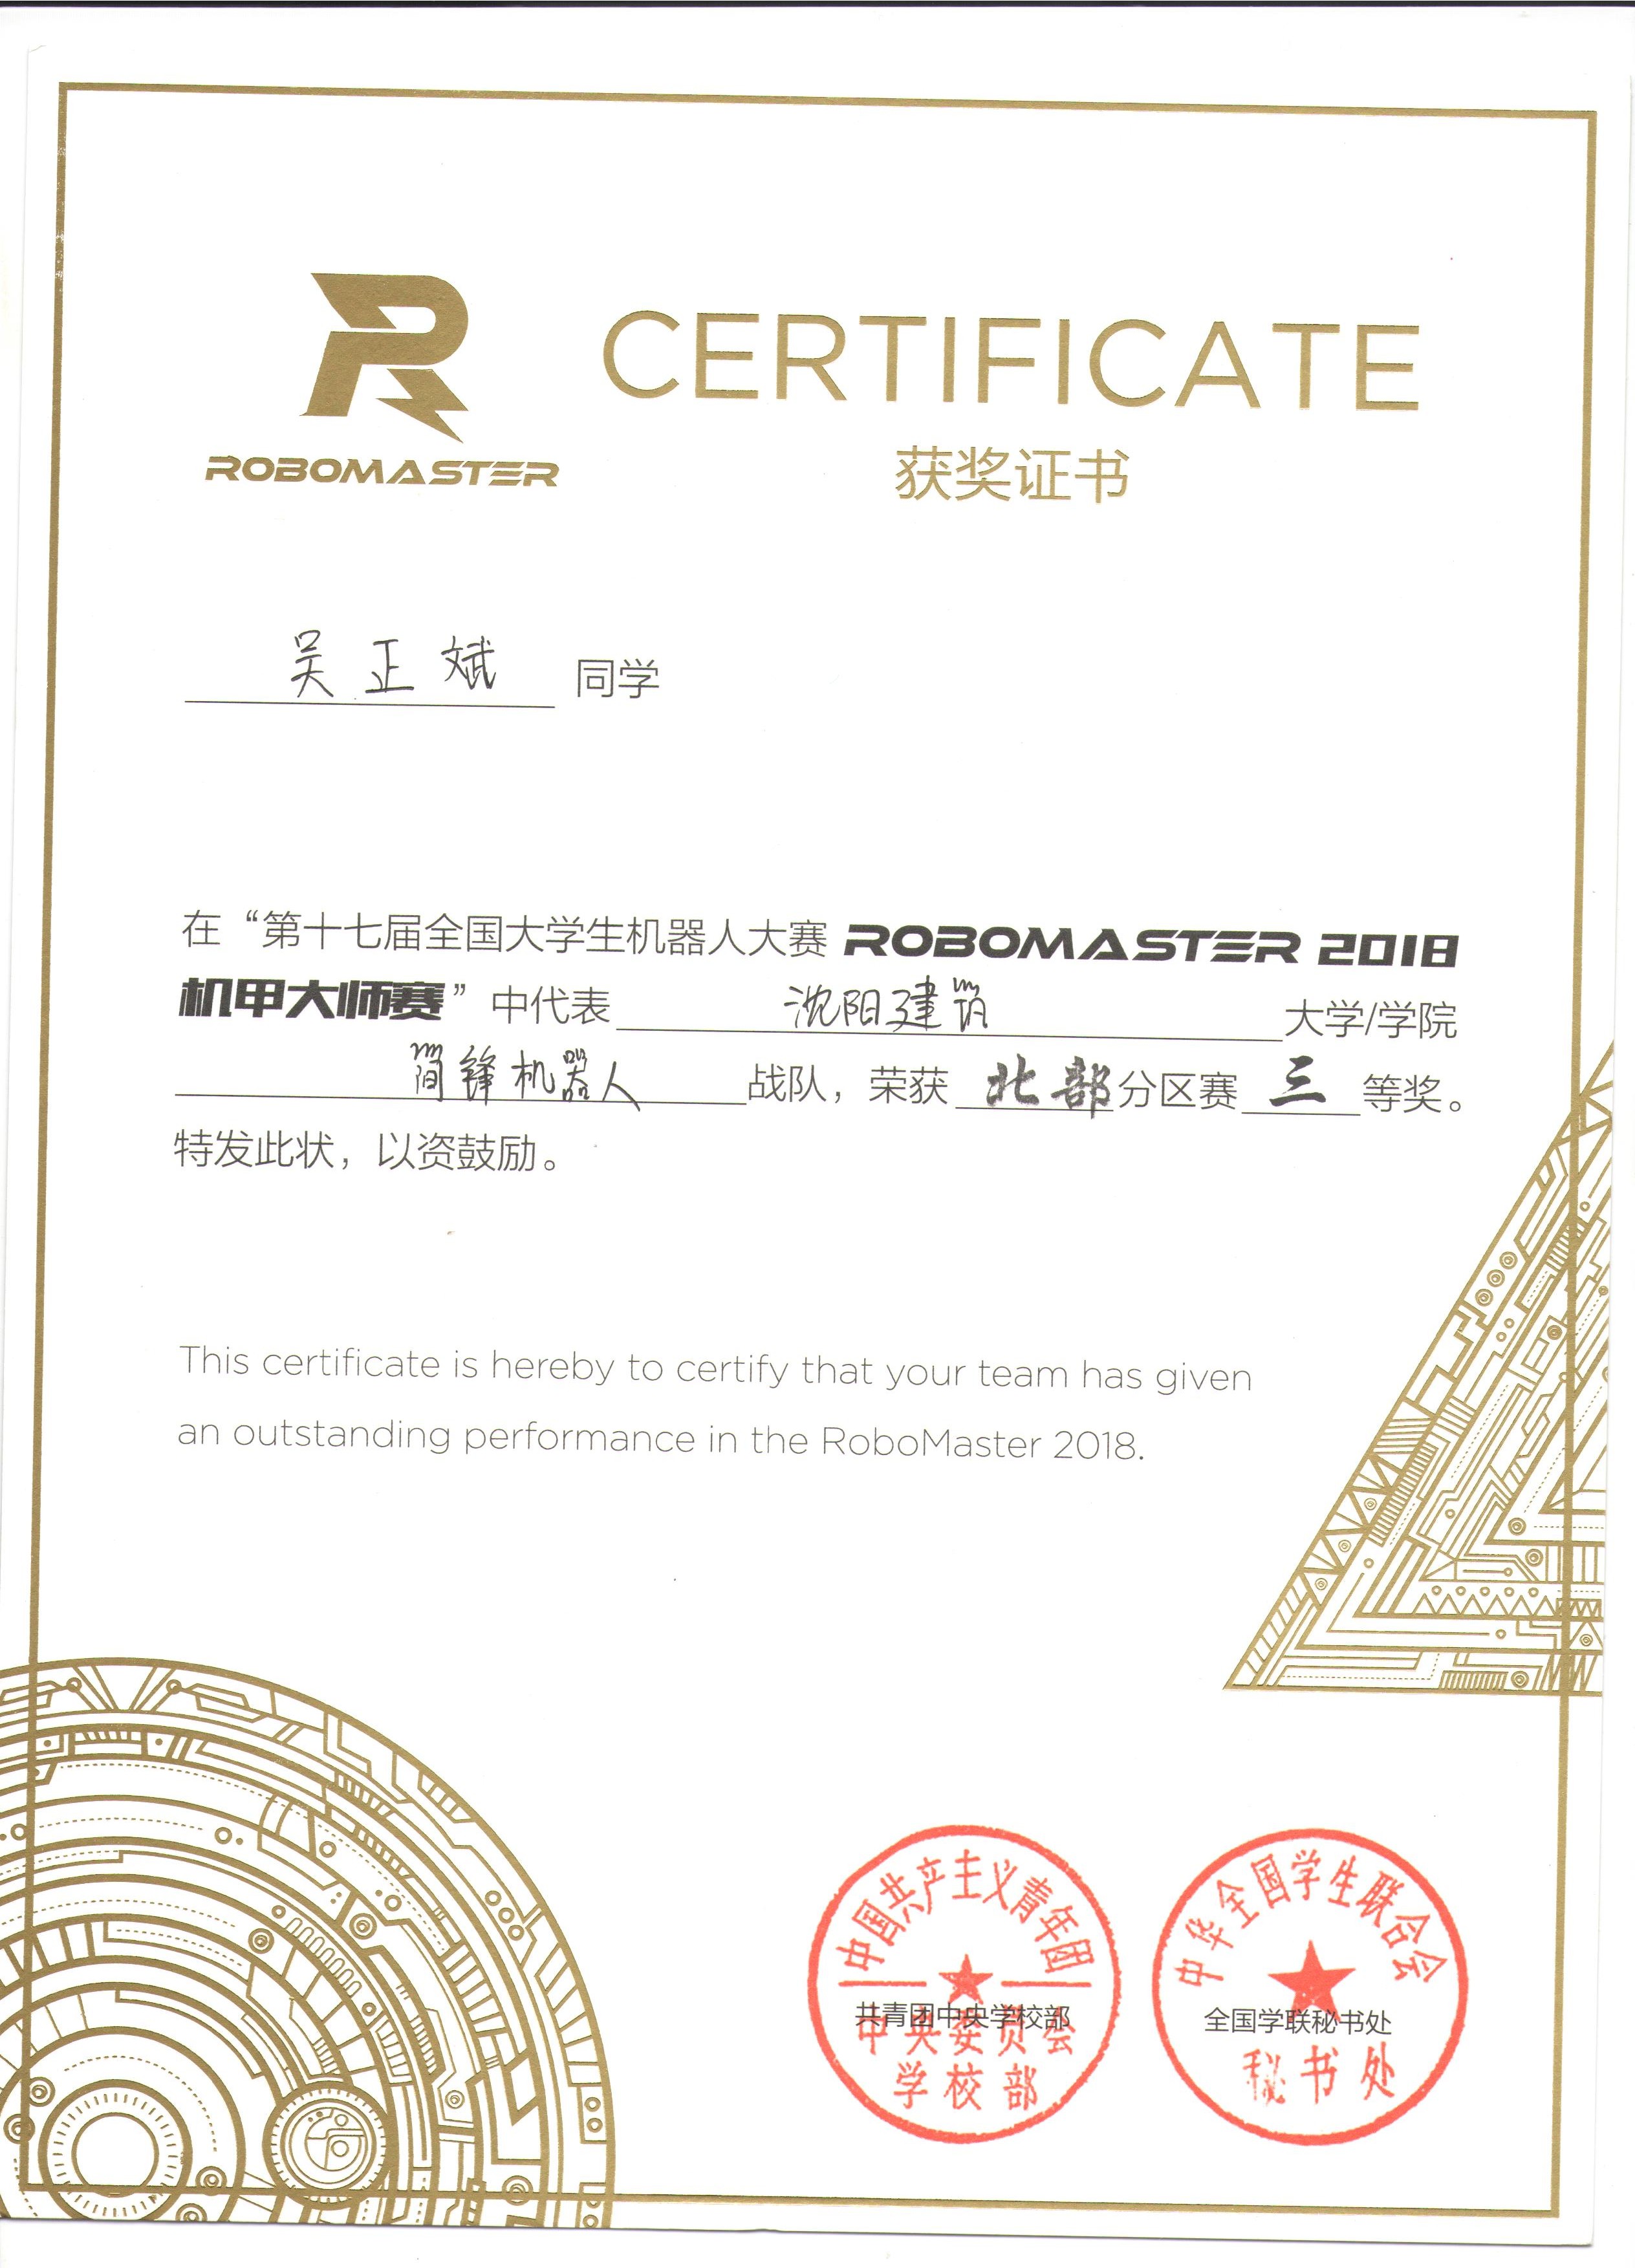 ROBOMASTER
CERTIFICATE
获奖证书
吴正斌 同学
在“第十七届全国大学生机器人大赛 ROBOMASTER 2018
机甲大师赛”中代表 沈阳建筑 大学/学院
简锋机器人 战队，荣获 北部 分区赛 三 等奖。
特发此状，以资鼓励。
This certificate is hereby to certify that your team has given
an outstanding performance in the RoboMaster 2018.
中国共产主义青年团
共青团中央学校部
中央委员会
学校部
中华全国学生联合会
全国学联秘书处
秘书处